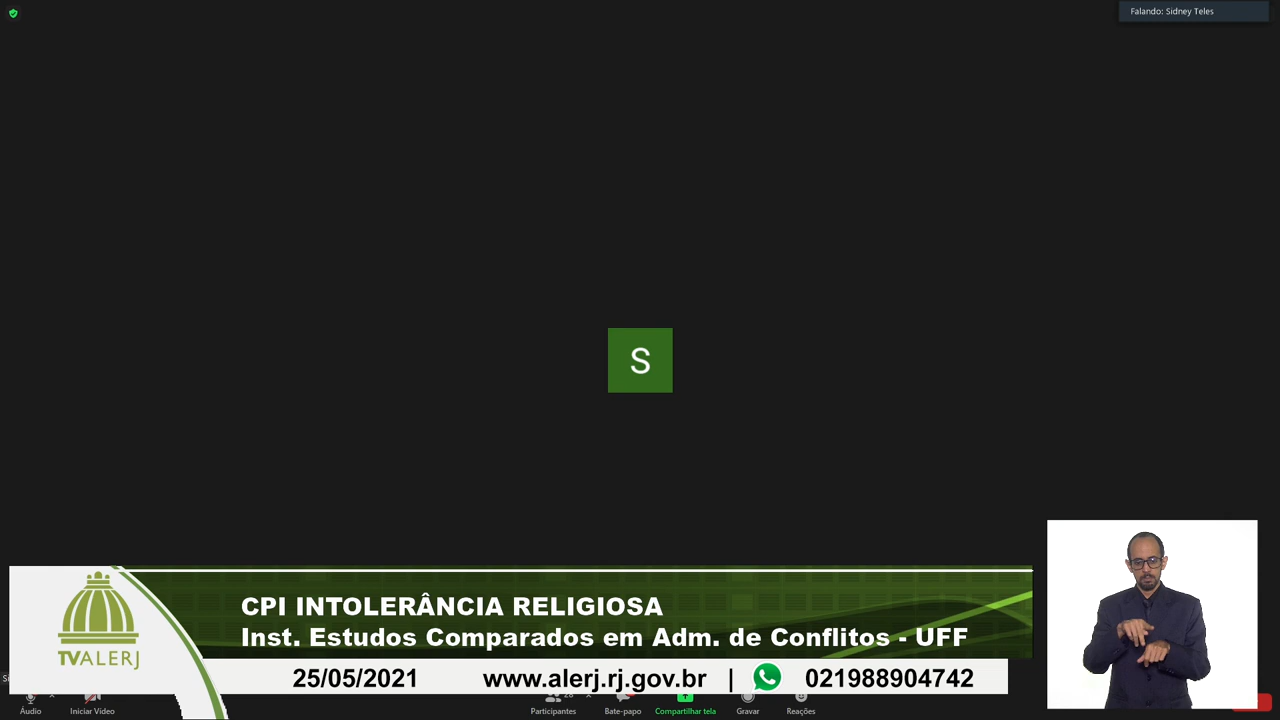 Falando: Sidney Teles
S
CPI INTOLERÂNCIA RELIGIOSA
Inst. Estudos Comparados em Adm. de Conflitos - UFF
TVALERJ
25/05/2021 www.alerj.rj.gov.br | 021988904742
Áudio Iniciar Vídeo Participantes Bate-papo Compartilhar tela Gravar Reações